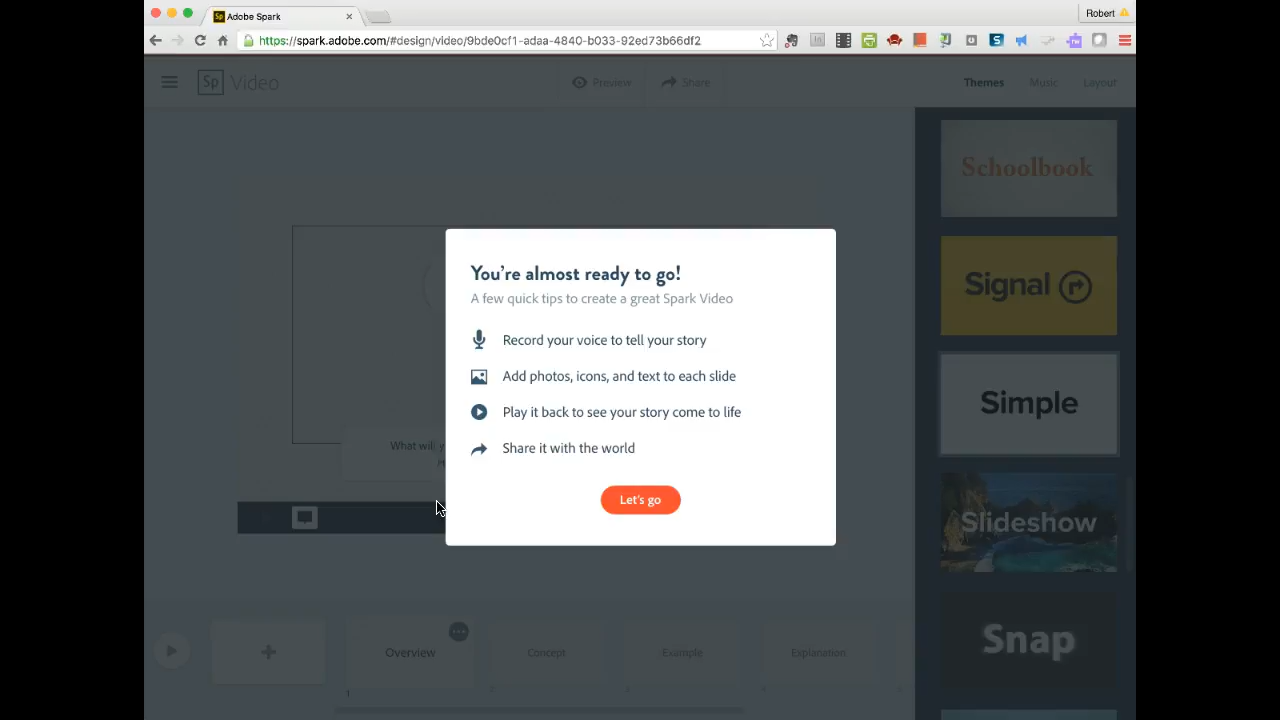 Adobe Spark
Robert
https://spark.adobe.com/#design/video/9bde0cf1-adaa-4840-b033-92ed73b66df2
Sp Video
Preview
Share
Themes
Music
Layout
Schoolbook
Signal
Simple
Slideshow
Snap
You're almost ready to go!
A few quick tips to create a great Spark Video
Record your voice to tell your story
Add photos, icons, and text to each slide
Play it back to see your story come to life
Share it with the world
Let's go
What will
Overview
Concept
Example
Explanation
1